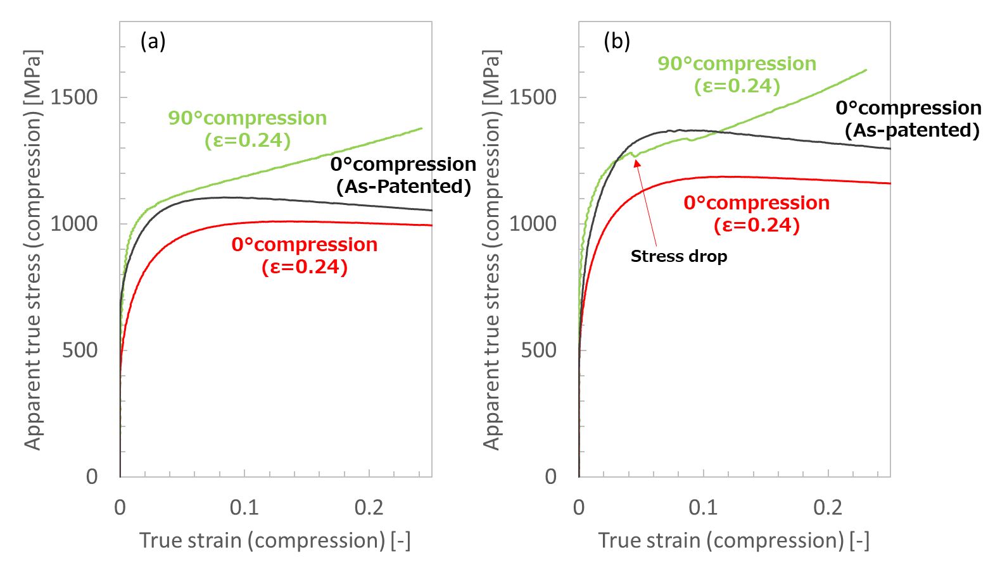 (a)
Apparent true stress (compression) [MPa]
1500
1000
500
0
90°compression
(ε=0.24)
0°compression
(As-Patented)
0°compression
(ε=0.24)
0
0.1
0.2
True strain (compression) [-]
(b)
Apparent true stress (compression) [MPa]
1500
1000
500
0
90°compression
(ε=0.24)
0°compression
(As-patented)
0°compression
(ε=0.24)
Stress drop
0
0.1
0.2
True strain (compression) [-]